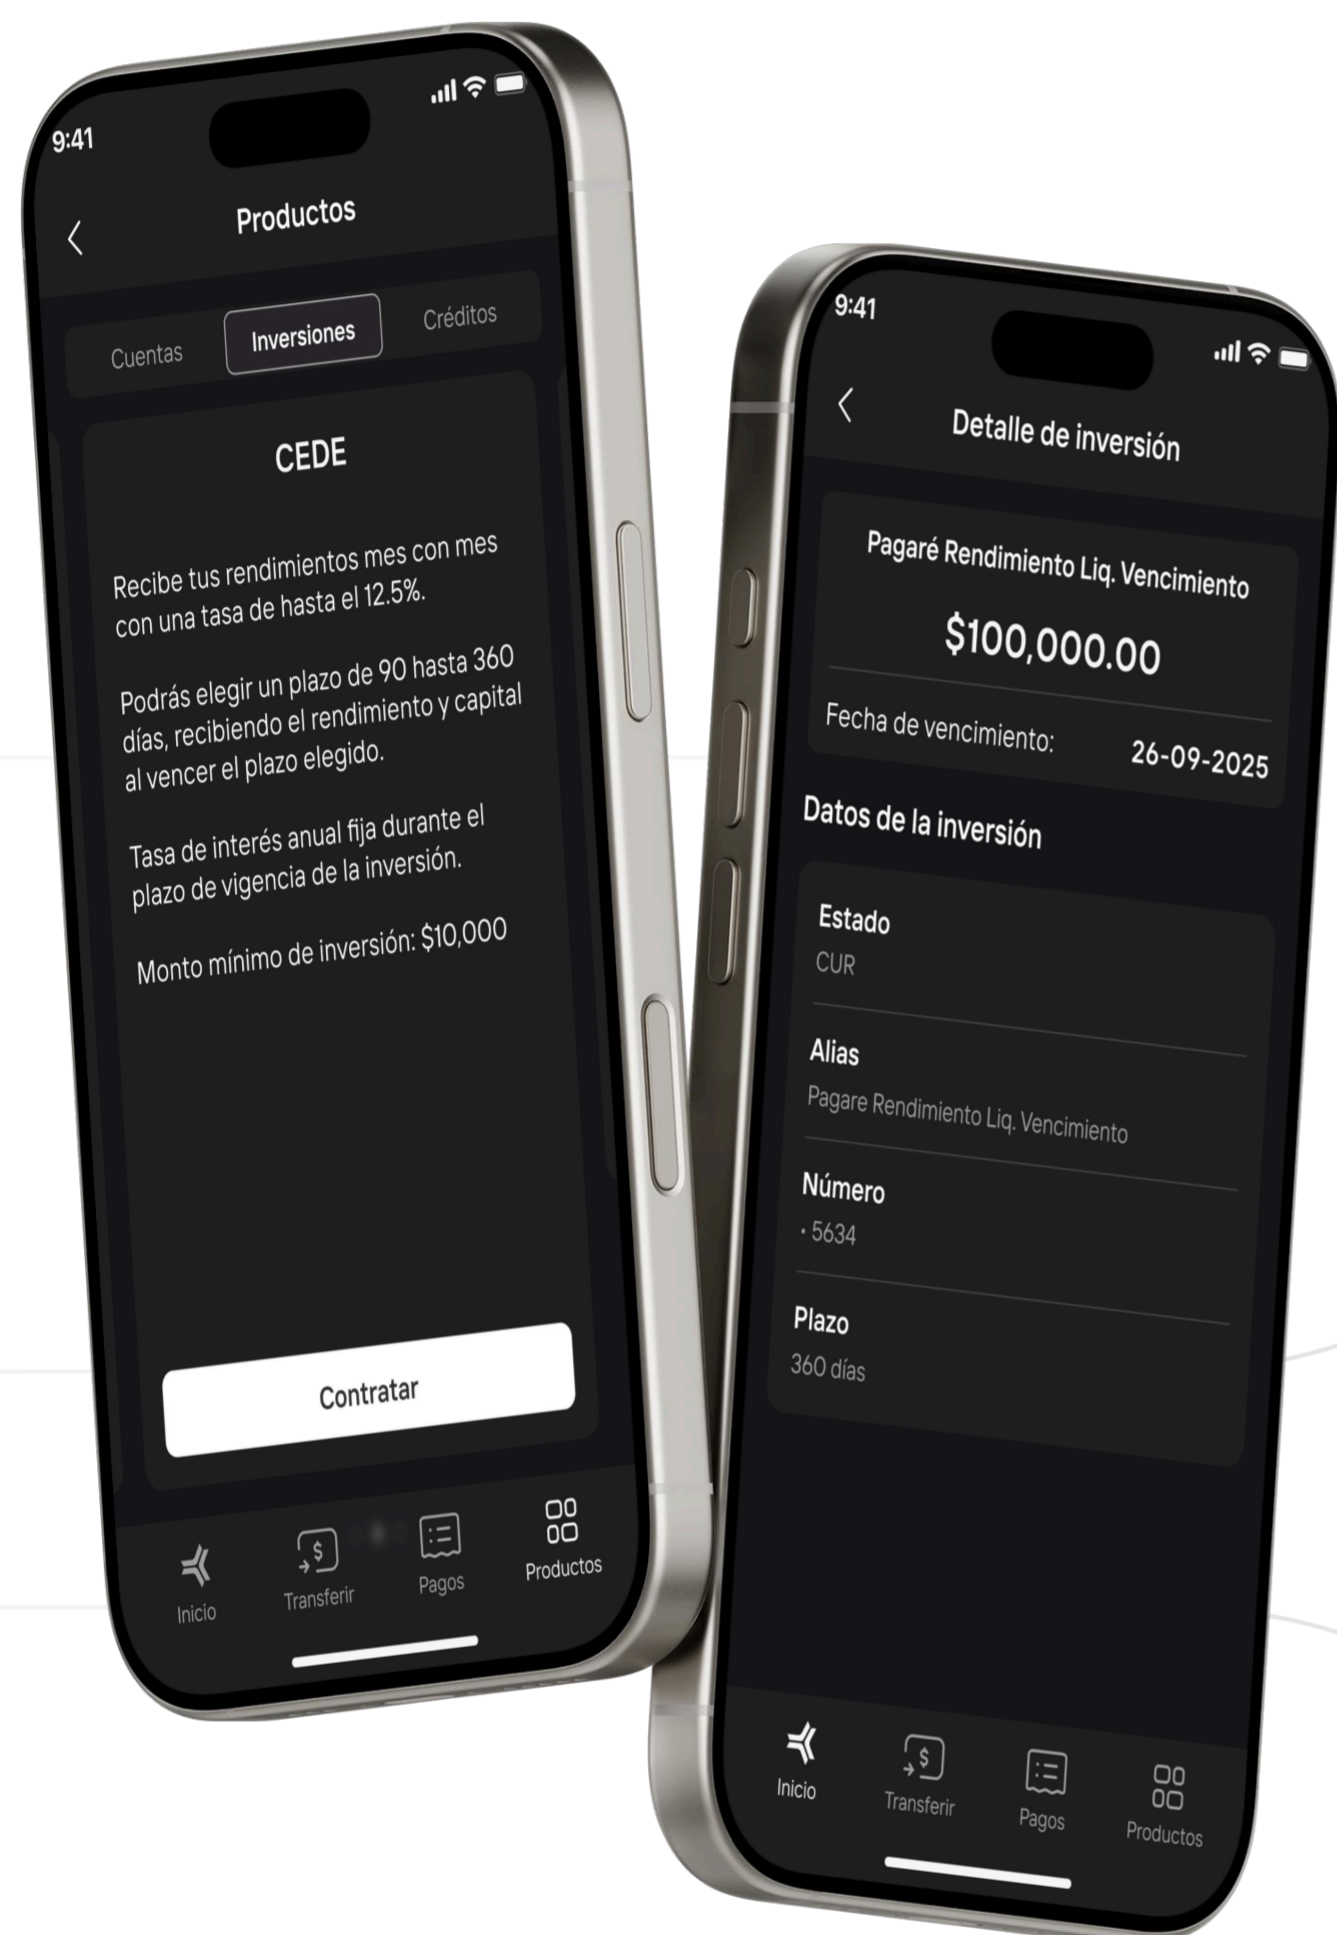 9:41
Productos
Cuentas
Inversiones
Créditos
CEDE
Recibe tus rendimientos mes con mes
con una tasa de hasta el 12.5%.
Podrás elegir un plazo de 90 hasta 360
días, recibiendo el rendimiento y capital
al vencer el plazo elegido.
Tasa de interés anual fija durante el
plazo de vigencia de la inversión.
Monto mínimo de inversión: $10,000
Contratar
Inicio
Transferir
Pagos
Productos
9:41
Detalle de inversión
Pagaré Rendimiento Liq. Vencimiento
$100,000.00
Fecha de vencimiento: 26-09-2025
Datos de la inversión
Estado
CUR
Alias
Pagare Rendimiento Liq. Vencimiento
Número
• 5634
Plazo
360 días
Inicio
Transferir
Pagos
Productos